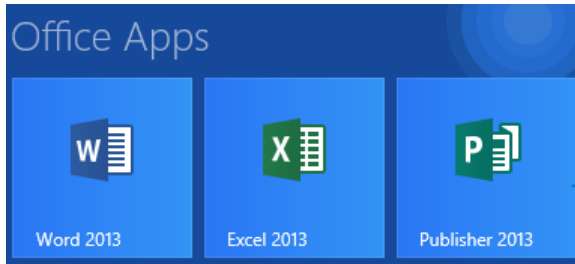 Office Apps
W
X
P
Word 2013
Excel 2013
Publisher 2013